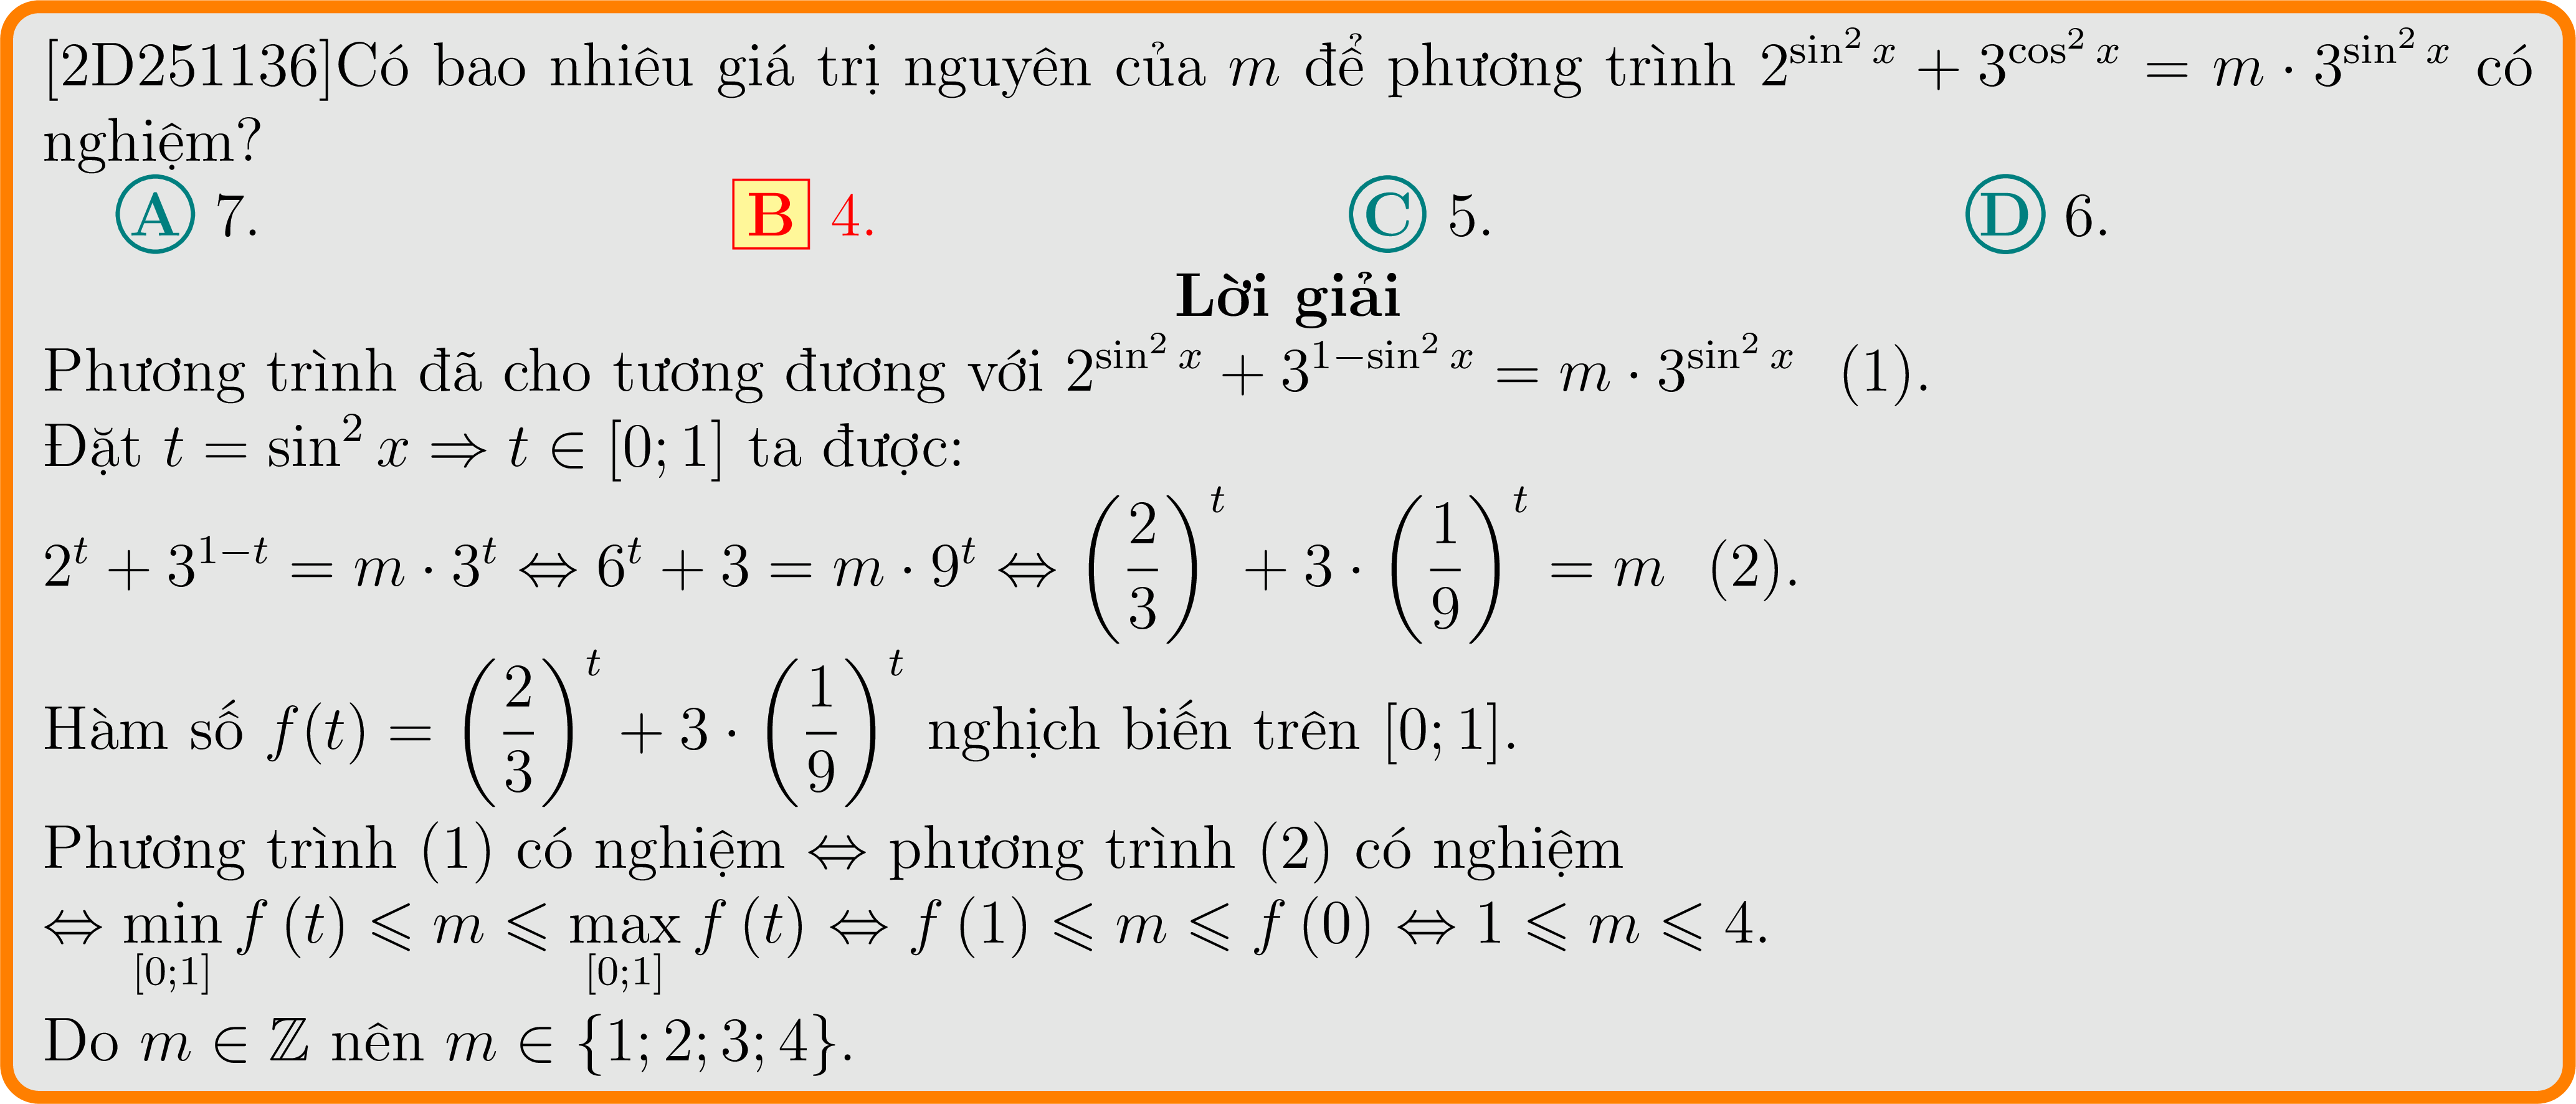 [2D251136]Có bao nhiêu giá trị nguyên của $m$ để phương trình $2^{\sin^2 x} + 3^{\cos^2 x} = m \cdot 3^{\sin^2 x}$ có
nghiệm?
A 7. B 4. C 5. D 6.
Lời giải
Phương trình đã cho tương đương với $2^{\sin^2 x} + 3^{1-\sin^2 x} = m \cdot 3^{\sin^2 x}$ (1).
Đặt $t = \sin^2 x \Rightarrow t \in [0; 1]$ ta được:
$2^t + 3^{1-t} = m \cdot 3^t \Leftrightarrow 6^t + 3 = m \cdot 9^t \Leftrightarrow \left(\frac{2}{3}\right)^t + 3 \cdot \left(\frac{1}{9}\right)^t = m$ (2).
Hàm số $f(t) = \left(\frac{2}{3}\right)^t + 3 \cdot \left(\frac{1}{9}\right)^t$ nghịch biến trên $[0; 1]$.
Phương trình (1) có nghiệm $\Leftrightarrow$ phương trình (2) có nghiệm
$\Leftrightarrow \min_{[0;1]} f(t) \leqslant m \leqslant \max_{[0;1]} f(t) \Leftrightarrow f(1) \leqslant m \leqslant f(0) \Leftrightarrow 1 \leqslant m \leqslant 4.$
Do $m \in \mathbb{Z}$ nên $m \in \{1; 2; 3; 4\}$.